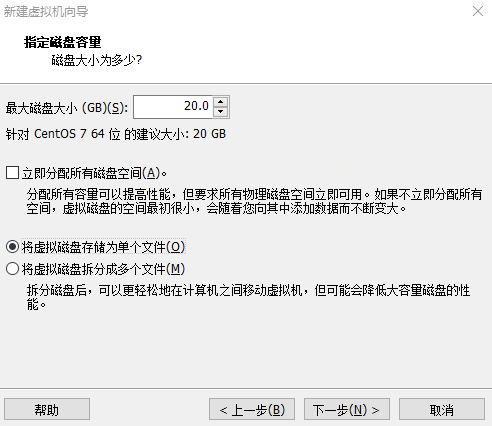 新建虚拟机向导
指定磁盘容量
磁盘大小为多少?
最大磁盘大小 (GB)(S): 20.0
针对 CentOS 7 64 位 的建议大小: 20 GB
立即分配所有磁盘空间(A)。
分配所有容量可以提高性能，但要求所有物理磁盘空间立即可用。如果不立即分配所有
空间，虚拟磁盘的空间最初很小，会随着您向其中添加数据而不断变大。
将虚拟磁盘存储为单个文件(O)
将虚拟磁盘拆分成多个文件(M)
拆分磁盘后，可以更轻松地在计算机之间移动虚拟机，但可能会降低大容量磁盘的性
能。
帮助 < 上一步(B) 下一步(N) > 取消